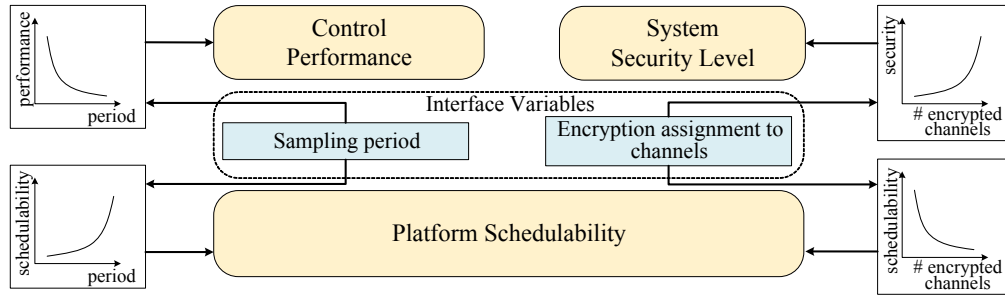 performance
period
Control
Performance
System
Security Level
security
# encrypted
channels
Interface Variables
Sampling period
Encryption assignment to
channels
schedulability
period
Platform Schedulability
schedulability
# encrypted
channels